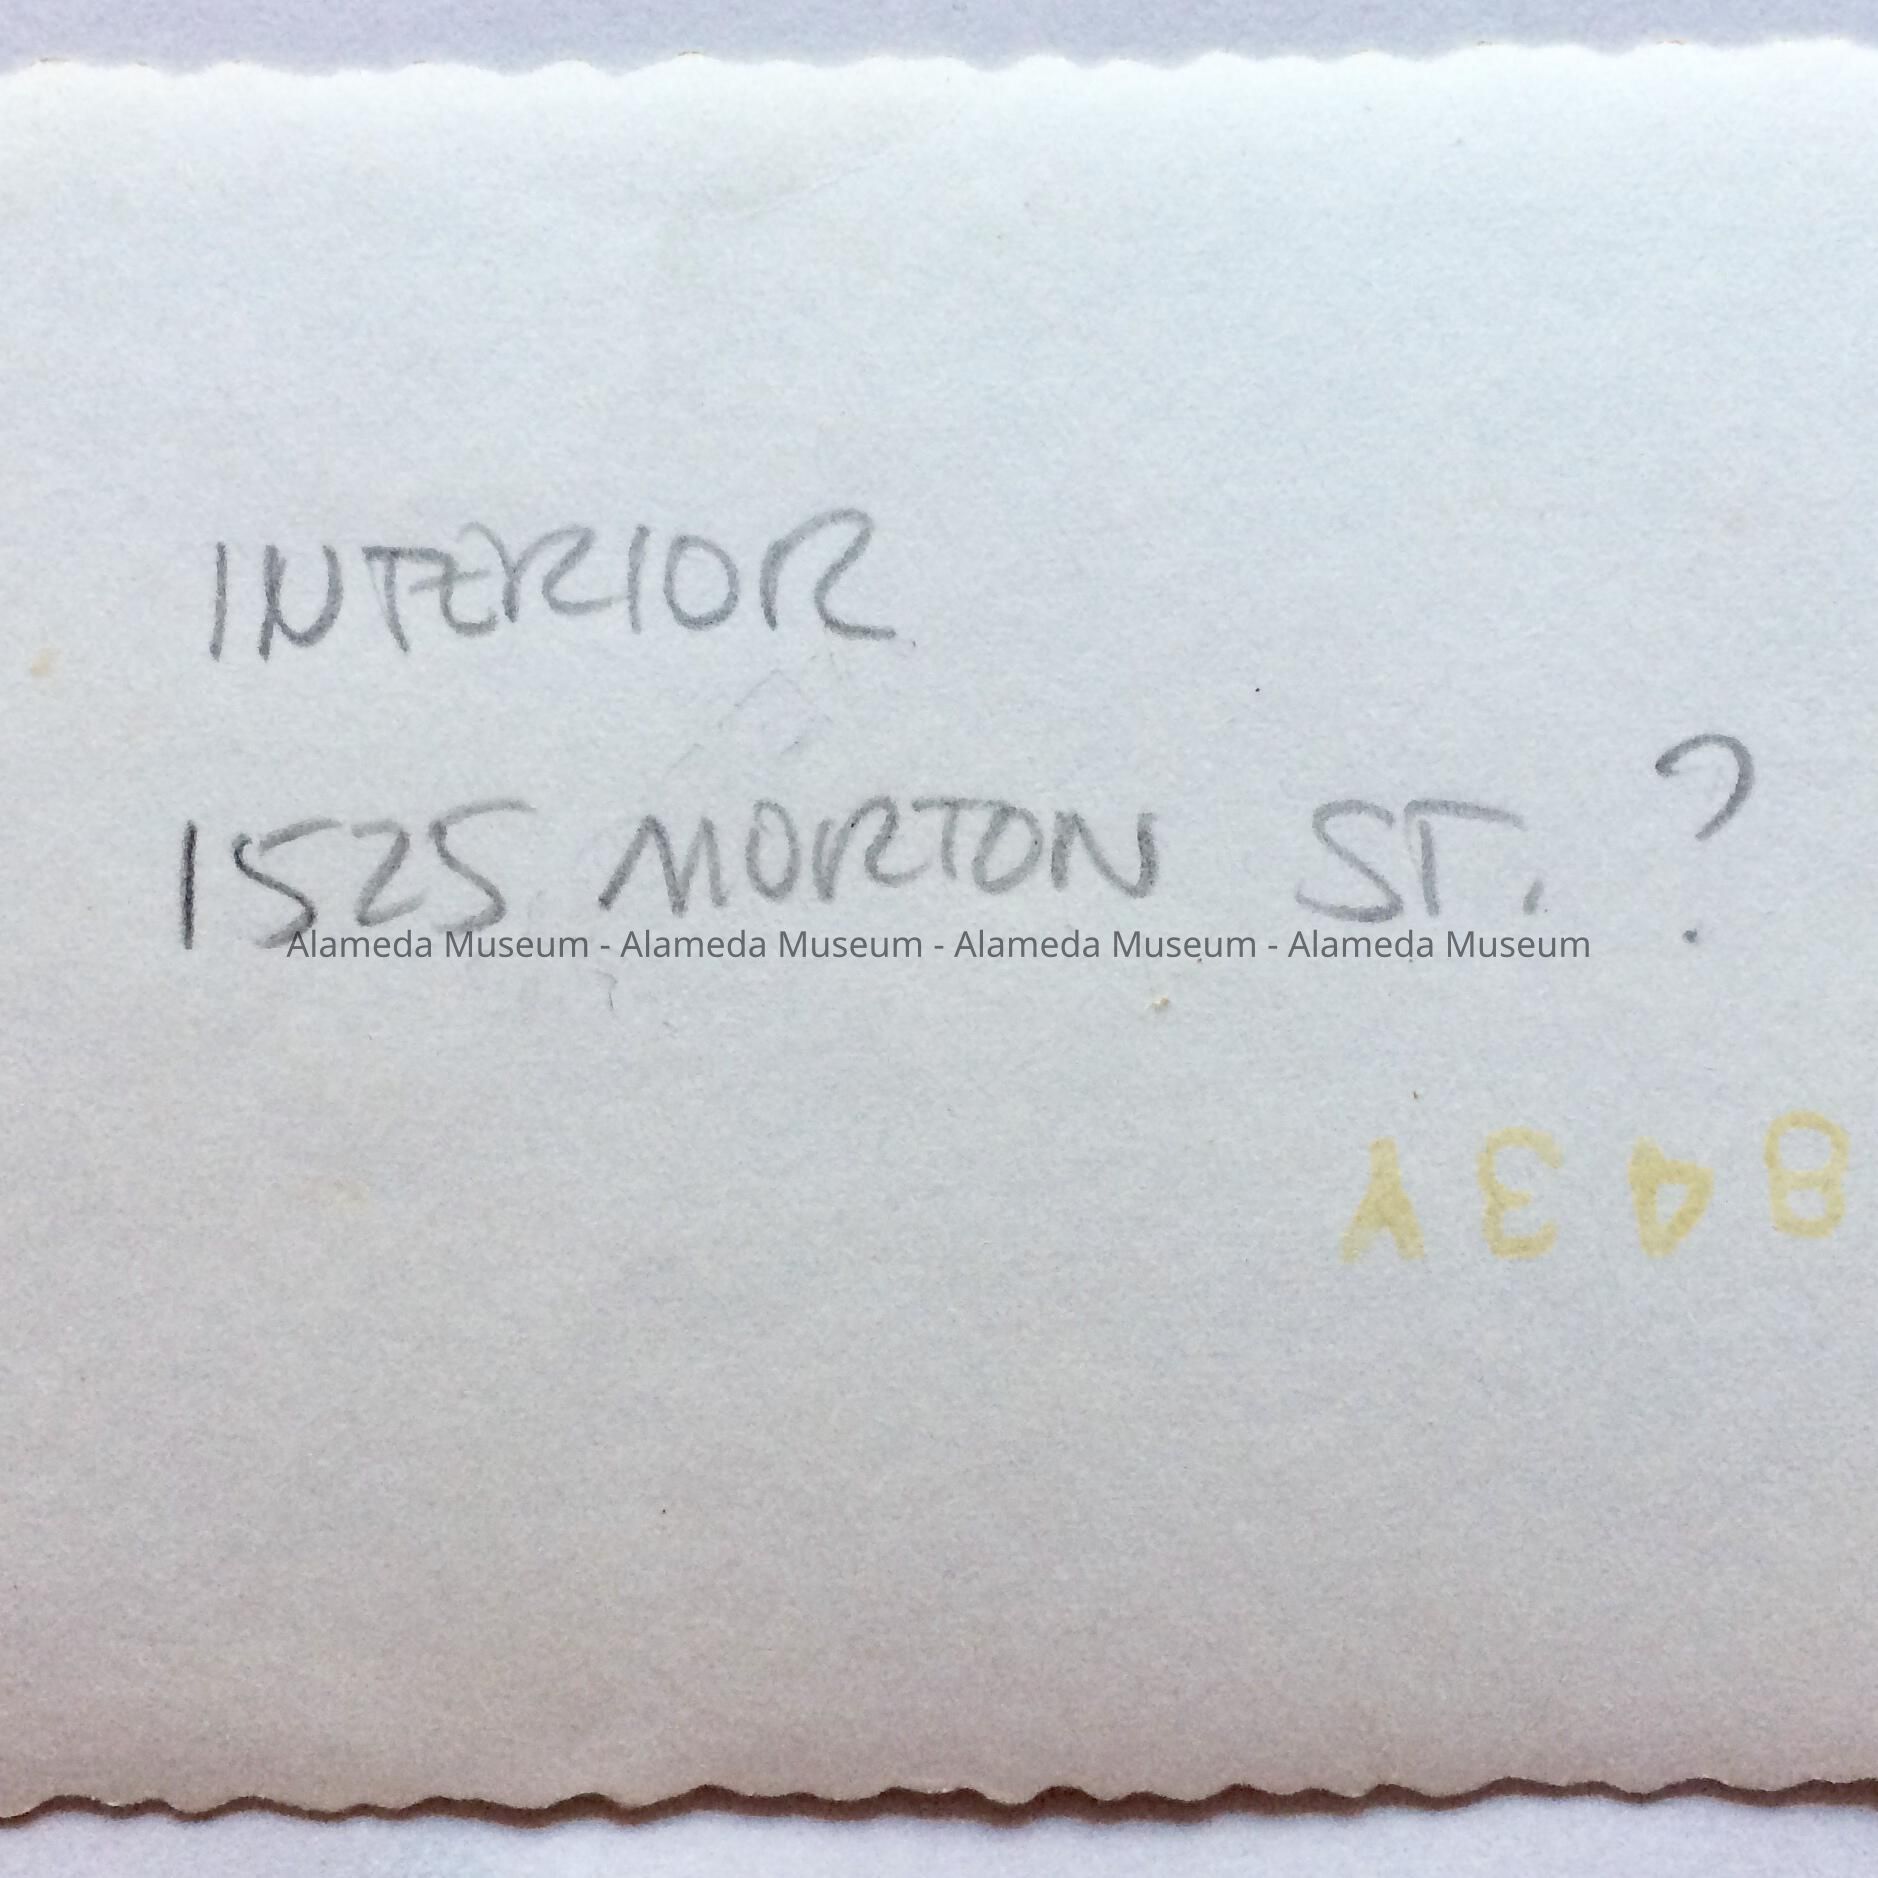 INTERIOR
1525 MORTON ST. ?
Alameda Museum - Alameda Museum - Alameda Museum - Alameda Museum
843Y